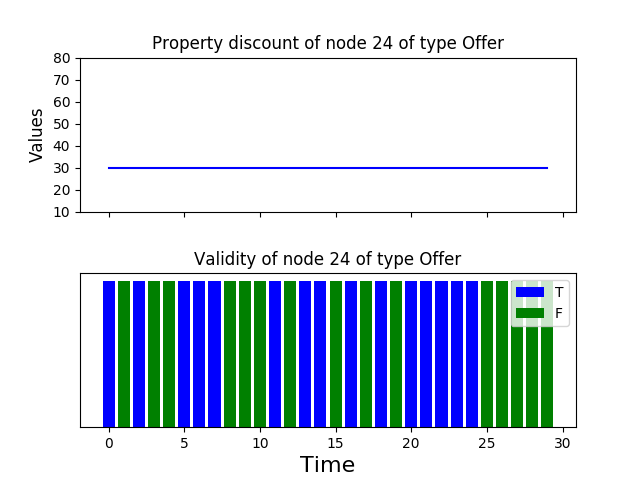 Property discount of node 24 of type Offer
80
70
60
50
40
30
20
10
Values
Validity of node 24 of type Offer
T
F
0 5 10 15 20 25 30
Time